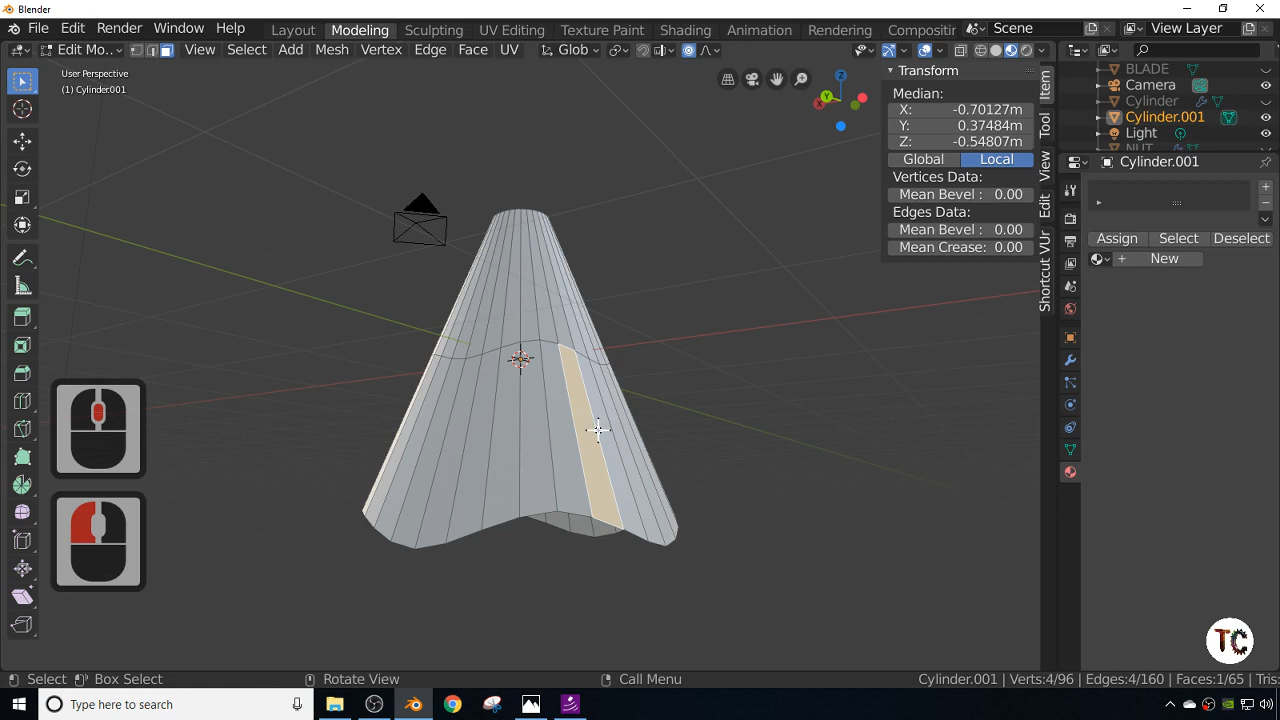 Blender
File Edit Render Window Help Layout Modeling Sculpting UV Editing Texture Paint Shading Animation Rendering Compositin Scene View Layer
Edit Mo... View Select Add Mesh Vertex Edge Face UV Glob
User Perspective
(1) Cylinder.001
Transform
Median:
X: -0.70127m
Y: 0.37484m
Z: -0.54807m
Global Local
Vertices Data:
Mean Bevel : 0.00
Edges Data:
Mean Bevel : 0.00
Mean Crease: 0.00
Item
Tool
View
Edit
Shortcut VUr
X
Y
Z
BLADE
Camera
Cylinder
Cylinder.001
Light
NUT
Cylinder.001
Assign Select Deselect
New
TC
Select Box Select Rotate View Call Menu Cylinder.001 | Verts:4/96 | Edges:4/160 | Faces:1/65 | Tris:
Type here to search